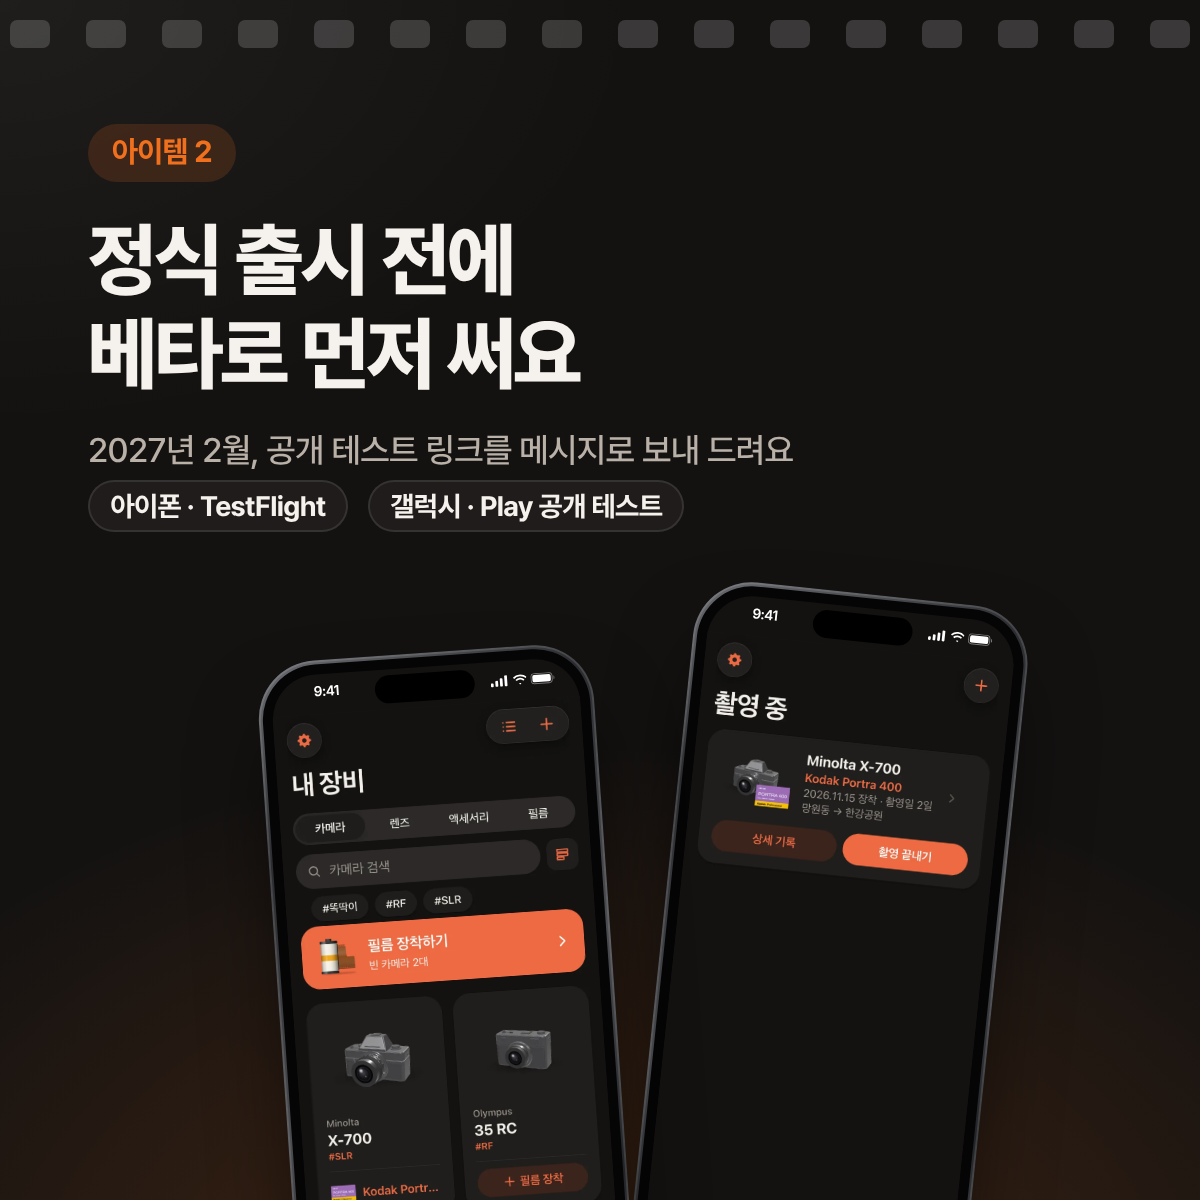 아이템 2
정식 출시 전에
베타로 먼저 써요
2027년 2월, 공개 테스트 링크를 메시지로 보내 드려요
아이폰 · TestFlight
갤럭시 · Play 공개 테스트
9:41
내 장비
카메라
렌즈
액세서리
필름
카메라 검색
#똑딱이
#RF
#SLR
필름 장착하기
빈 카메라 2대
Minolta
X-700
#SLR
Kodak Portr...
Olympus
35 RC
#RF
+ 필름 장착
9:41
촬영 중
Minolta X-700
Kodak Portra 400
2026.11.15 장착 · 촬영일 2일
망원동 → 한강공원
PORTRA 400
상세 기록
촬영 끝내기